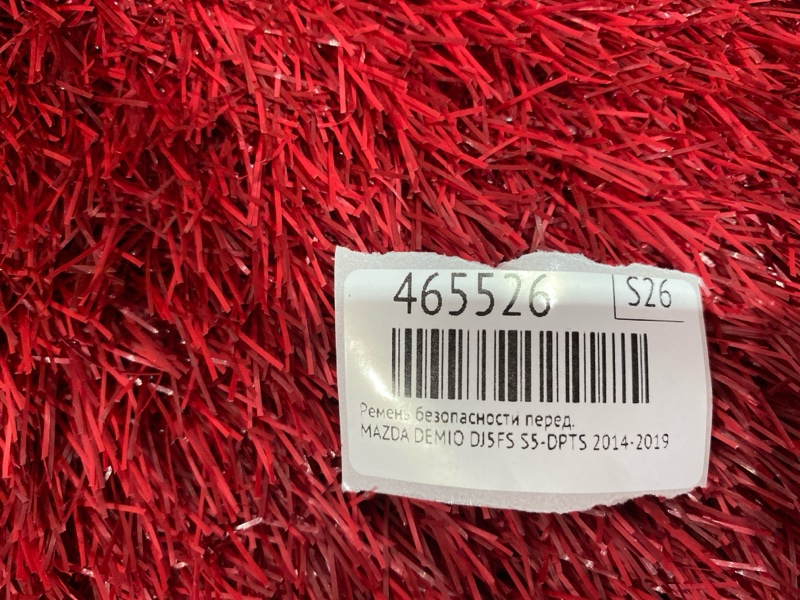 465526
S26
Ремень безопасности перед.
MAZDA DEMIO DJ5FS S5-DPTS 2014-2019